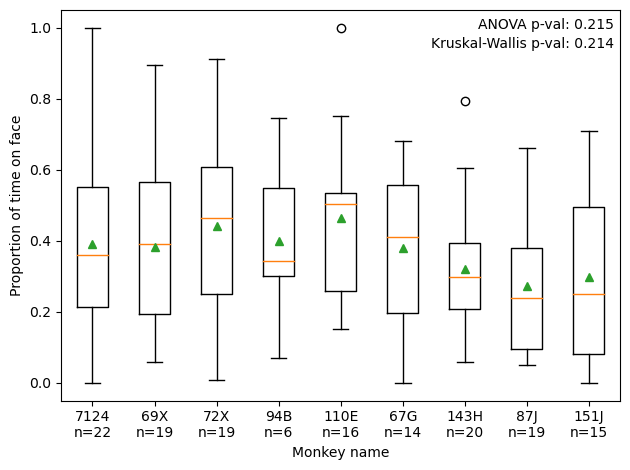 ANOVA p-val: 0.215
Kruskal-Wallis p-val: 0.214
Proportion of time on face
1.0
0.8
0.6
0.4
0.2
0.0
7124 69X 72X 94B 110E 67G 143H 87J 151J
n=22 n=19 n=19 n=6 n=16 n=14 n=20 n=19 n=15
Monkey name